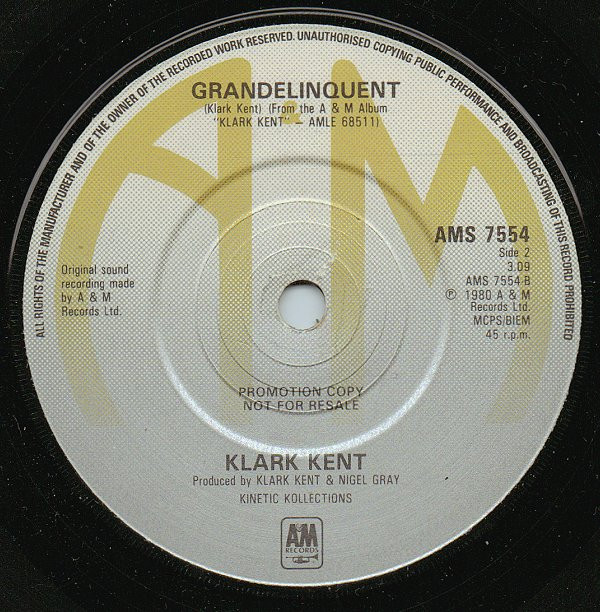 ALL RIGHTS OF THE MANUFACTURER AND OF THE OWNER OF THE RECORDED WORK RESERVED. UNAUTHORISED COPYING PUBLIC PERFORMANCE AND BROADCASTING OF THIS RECORD PROHIBITED
GRANDELINQUENT
(Klark Kent) (From the A & M Album
"KLARK KENT" - AMLE 68511)
AMS 7554
Side 2
3.09
AMS 7554 B
℗ 1980 A & M
Records Ltd.
MCPS/BIEM
45 r.p.m.
Original sound
recording made
by A & M
Records Ltd.
PROMOTION COPY
NOT FOR RESALE
KLARK KENT
Produced by KLARK KENT & NIGEL GRAY
KINETIC KOLLECTIONS
AM
RECORDS